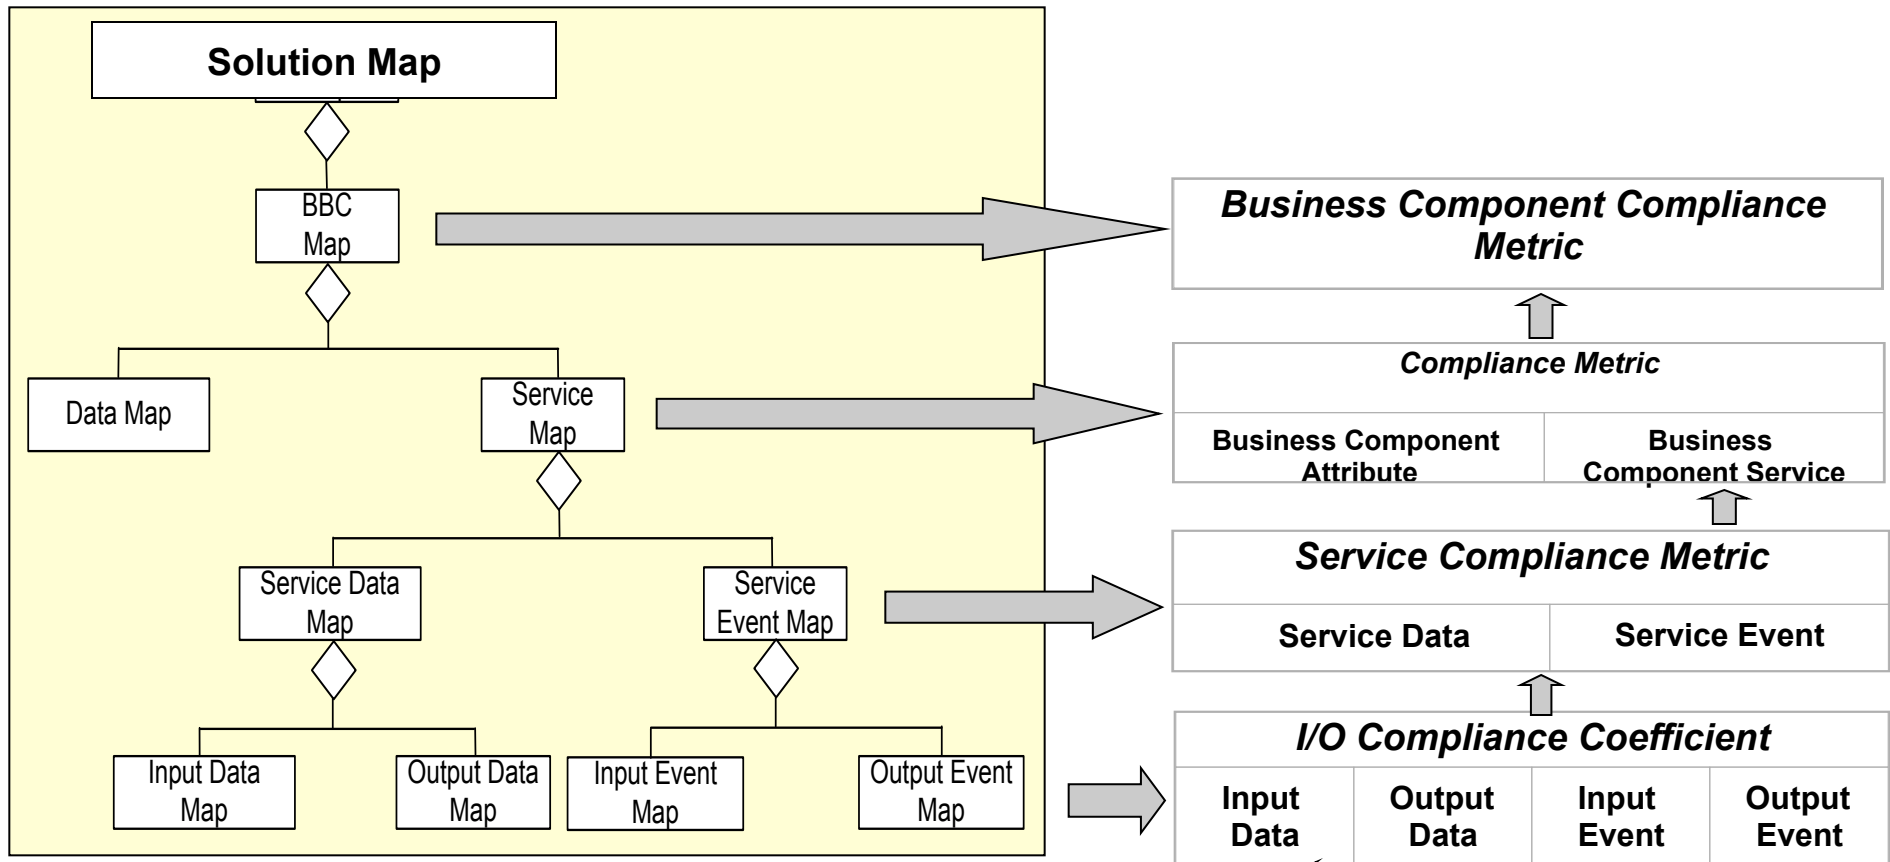 Solution Map
BBC
Map
Data Map
Service
Map
Service Data
Map
Service
Event Map
Input Data
Map
Output Data
Map
Input Event
Map
Output Event
Map
Business Component Compliance
Metric
Compliance Metric
Business Component
Attribute
Business
Component Service
Service Compliance Metric
Service Data
Service Event
I/O Compliance Coefficient
Input
Data
Output
Data
Input
Event
Output
Event